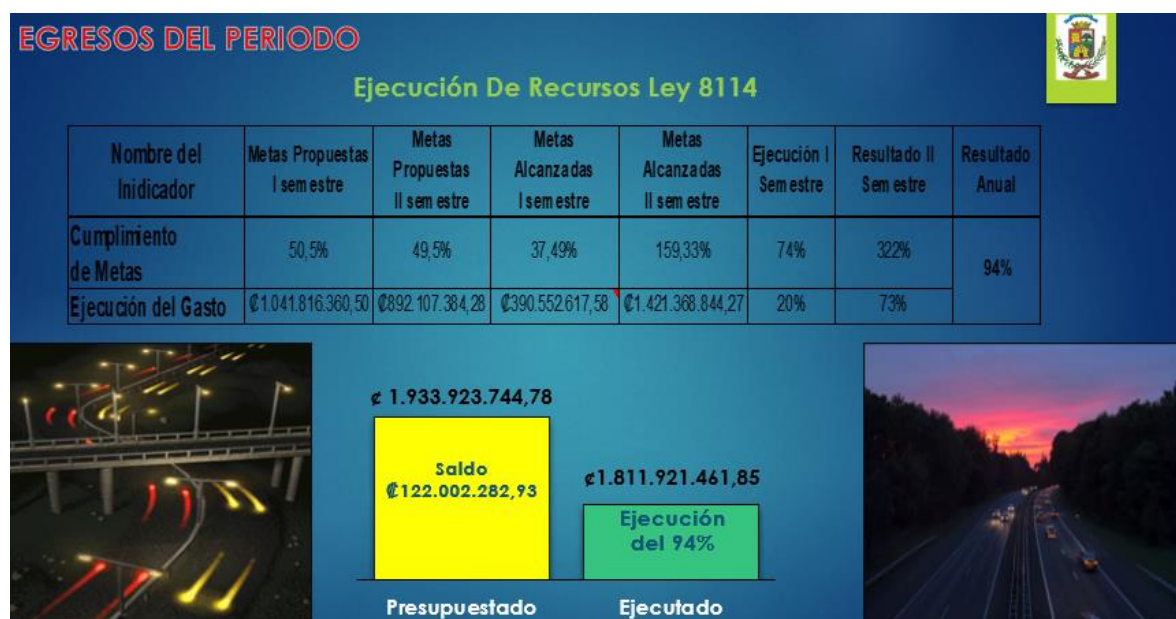 EGRESOS DEL PERIODO
Ejecución De Recursos Ley 8114
Nombre del
Inidicador
Metas Propuestas
I semestre
Metas
Propuestas
II semestre
Metas
Alcanzadas
I semestre
Metas
Alcanzadas
II semestre
Ejecución I
Semestre
Resultado II
Semestre
Resultado
Anual
Cumplimiento
de Metas
50,5%
49,5%
37,49%
159,33%
74%
322%
94%
Ejecución del Gasto
₡1.041.816.360,50
₡892.107.384,28
₡390.552.617,58
₡1.421.368.844,27
20%
73%
₡ 1.933.923.744,78
Saldo
₡122.002.282,93
₡1.811.921.461,85
Ejecución
del 94%
Presupuestado
Ejecutado